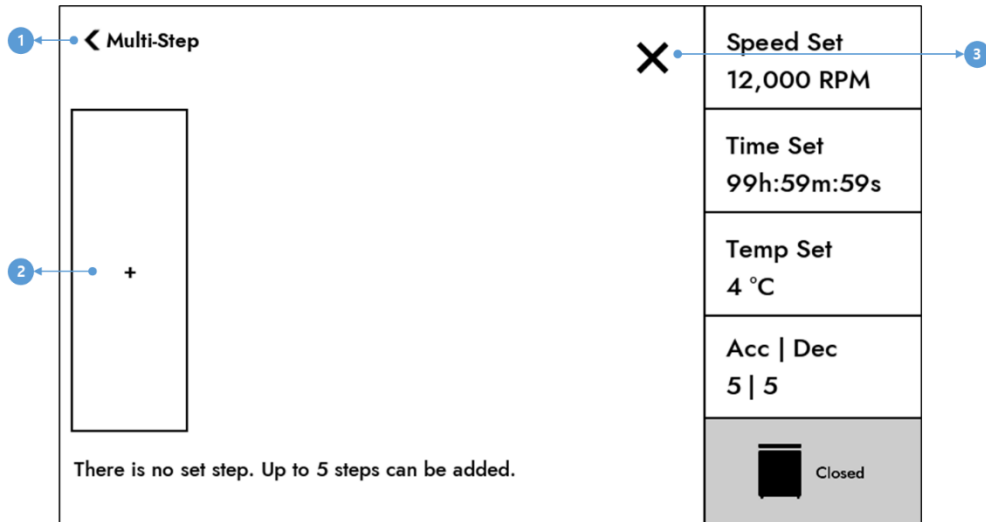 1
Multi-Step
3
2
+
There is no set step. Up to 5 steps can be added.
Speed Set
12,000 RPM
Time Set
99h:59m:59s
Temp Set
4 °C
Acc | Dec
5 | 5
Closed